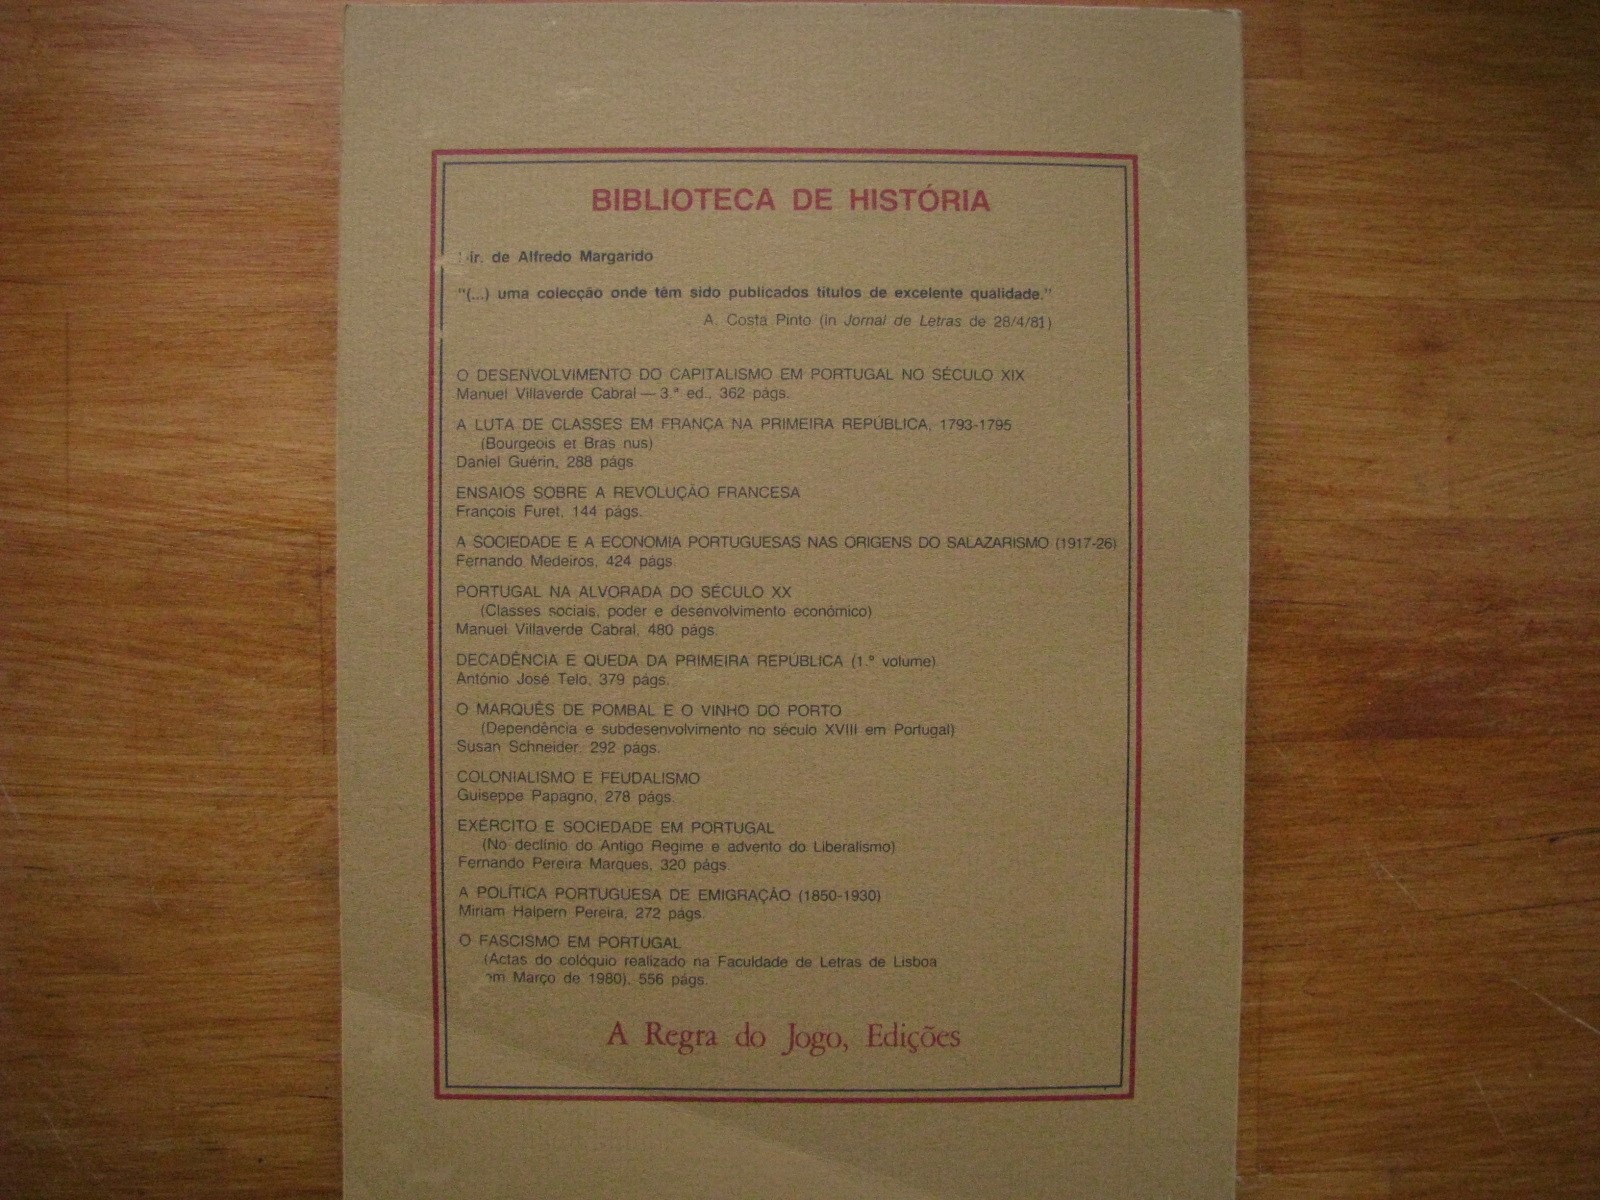 BIBLIOTECA DE HISTÓRIA
ir. de Alfredo Margarido
"(...) uma colecção onde têm sido publicados títulos de excelente qualidade."
A. Costa Pinto (in Jornal de Letras de 28/4/81)
O DESENVOLVIMENTO DO CAPITALISMO EM PORTUGAL NO SÉCULO XIX
Manuel Villaverde Cabral — 3.ª ed., 362 págs.
A LUTA DE CLASSES EM FRANÇA NA PRIMEIRA REPÚBLICA, 1793-1795
(Bourgeois et Bras nus)
Daniel Guérin, 288 págs.
ENSAIOS SOBRE A REVOLUÇÃO FRANCESA
François Furet, 144 págs.
A SOCIEDADE E A ECONOMIA PORTUGUESAS NAS ORIGENS DO SALAZARISMO (1917-26)
Fernando Medeiros, 424 págs.
PORTUGAL NA ALVORADA DO SÉCULO XX
(Classes sociais, poder e desenvolvimento económico)
Manuel Villaverde Cabral, 480 págs.
DECADÊNCIA E QUEDA DA PRIMEIRA REPÚBLICA (1.º volume)
António José Telo, 379 págs.
O MARQUÊS DE POMBAL E O VINHO DO PORTO
(Dependência e subdesenvolvimento no século XVIII em Portugal)
Susan Schneider, 292 págs.
COLONIALISMO E FEUDALISMO
Guiseppe Papagno, 278 págs.
EXÉRCITO E SOCIEDADE EM PORTUGAL
(No declínio do Antigo Regime e advento do Liberalismo)
Fernando Pereira Marques, 320 págs.
A POLÍTICA PORTUGUESA DE EMIGRAÇÃO (1850-1930)
Miriam Halpern Pereira, 272 págs.
O FASCISMO EM PORTUGAL
(Actas do colóquio realizado na Faculdade de Letras de Lisboa
em Março de 1980), 556 págs.
A Regra do Jogo, Edições